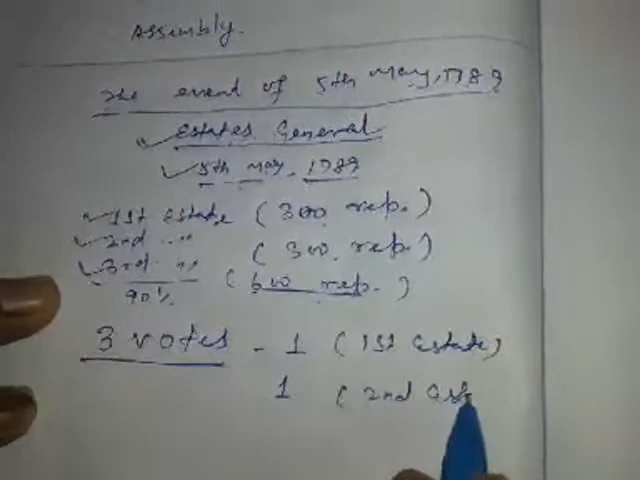 Assembly.
The event of 5th May, 1789
Estates General
5th May, 1789
1st Estate (300 rep.)
2nd " (300 rep.)
3rd " (600 rep.)
90%
3 votes - 1 (1st Estate)
1 (2nd Est